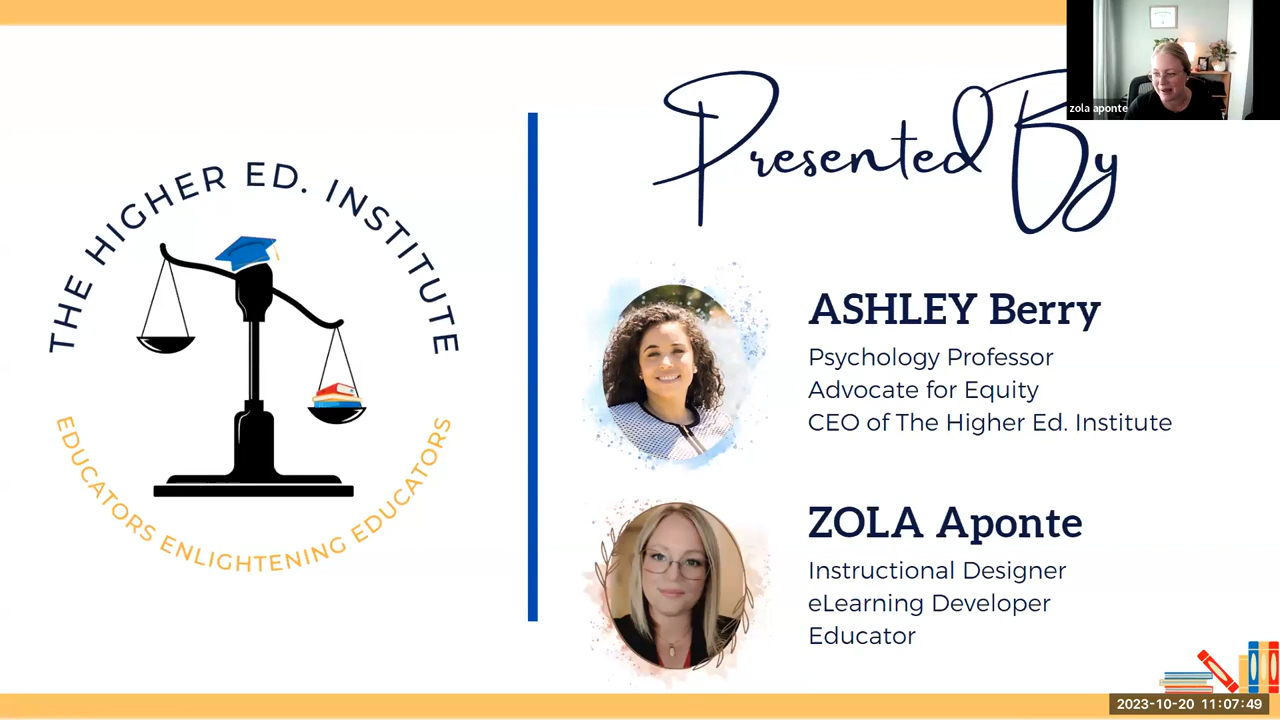 THE HIGHER ED. INSTITUTE
EDUCATORS ENLIGHTENING EDUCATORS
Presented By
zola aponte
ASHLEY Berry
Psychology Professor
Advocate for Equity
CEO of The Higher Ed. Institute
ZOLA Aponte
Instructional Designer
eLearning Developer
Educator
2023-10-20 11:07:49